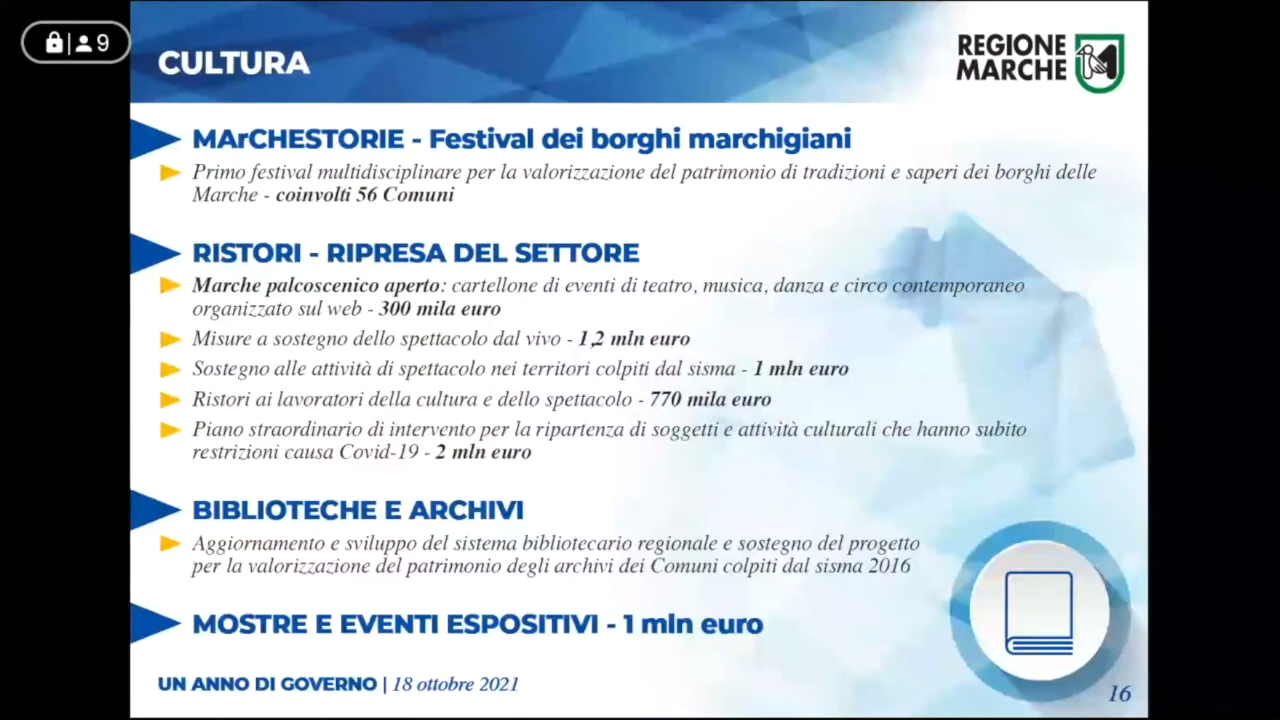 9
CULTURA
REGIONE
MARCHE
MArCHESTORIE - Festival dei borghi marchigiani
Primo festival multidisciplinare per la valorizzazione del patrimonio di tradizioni e saperi dei borghi delle
Marche - coinvolti 56 Comuni
RISTORI - RIPRESA DEL SETTORE
Marche palcoscenico aperto: cartellone di eventi di teatro, musica, danza e circo contemporaneo
organizzato sul web - 300 mila euro
Misure a sostegno dello spettacolo dal vivo - 1,2 mln euro
Sostegno alle attività di spettacolo nei territori colpiti dal sisma - 1 mln euro
Ristori ai lavoratori della cultura e dello spettacolo - 770 mila euro
Piano straordinario di intervento per la ripartenza di soggetti e attività culturali che hanno subito
restrizioni causa Covid-19 - 2 mln euro
BIBLIOTECHE E ARCHIVI
Aggiornamento e sviluppo del sistema bibliotecario regionale e sostegno del progetto
per la valorizzazione del patrimonio degli archivi dei Comuni colpiti dal sisma 2016
MOSTRE E EVENTI ESPOSITIVI - 1 mln euro
UN ANNO DI GOVERNO | 18 ottobre 2021
16